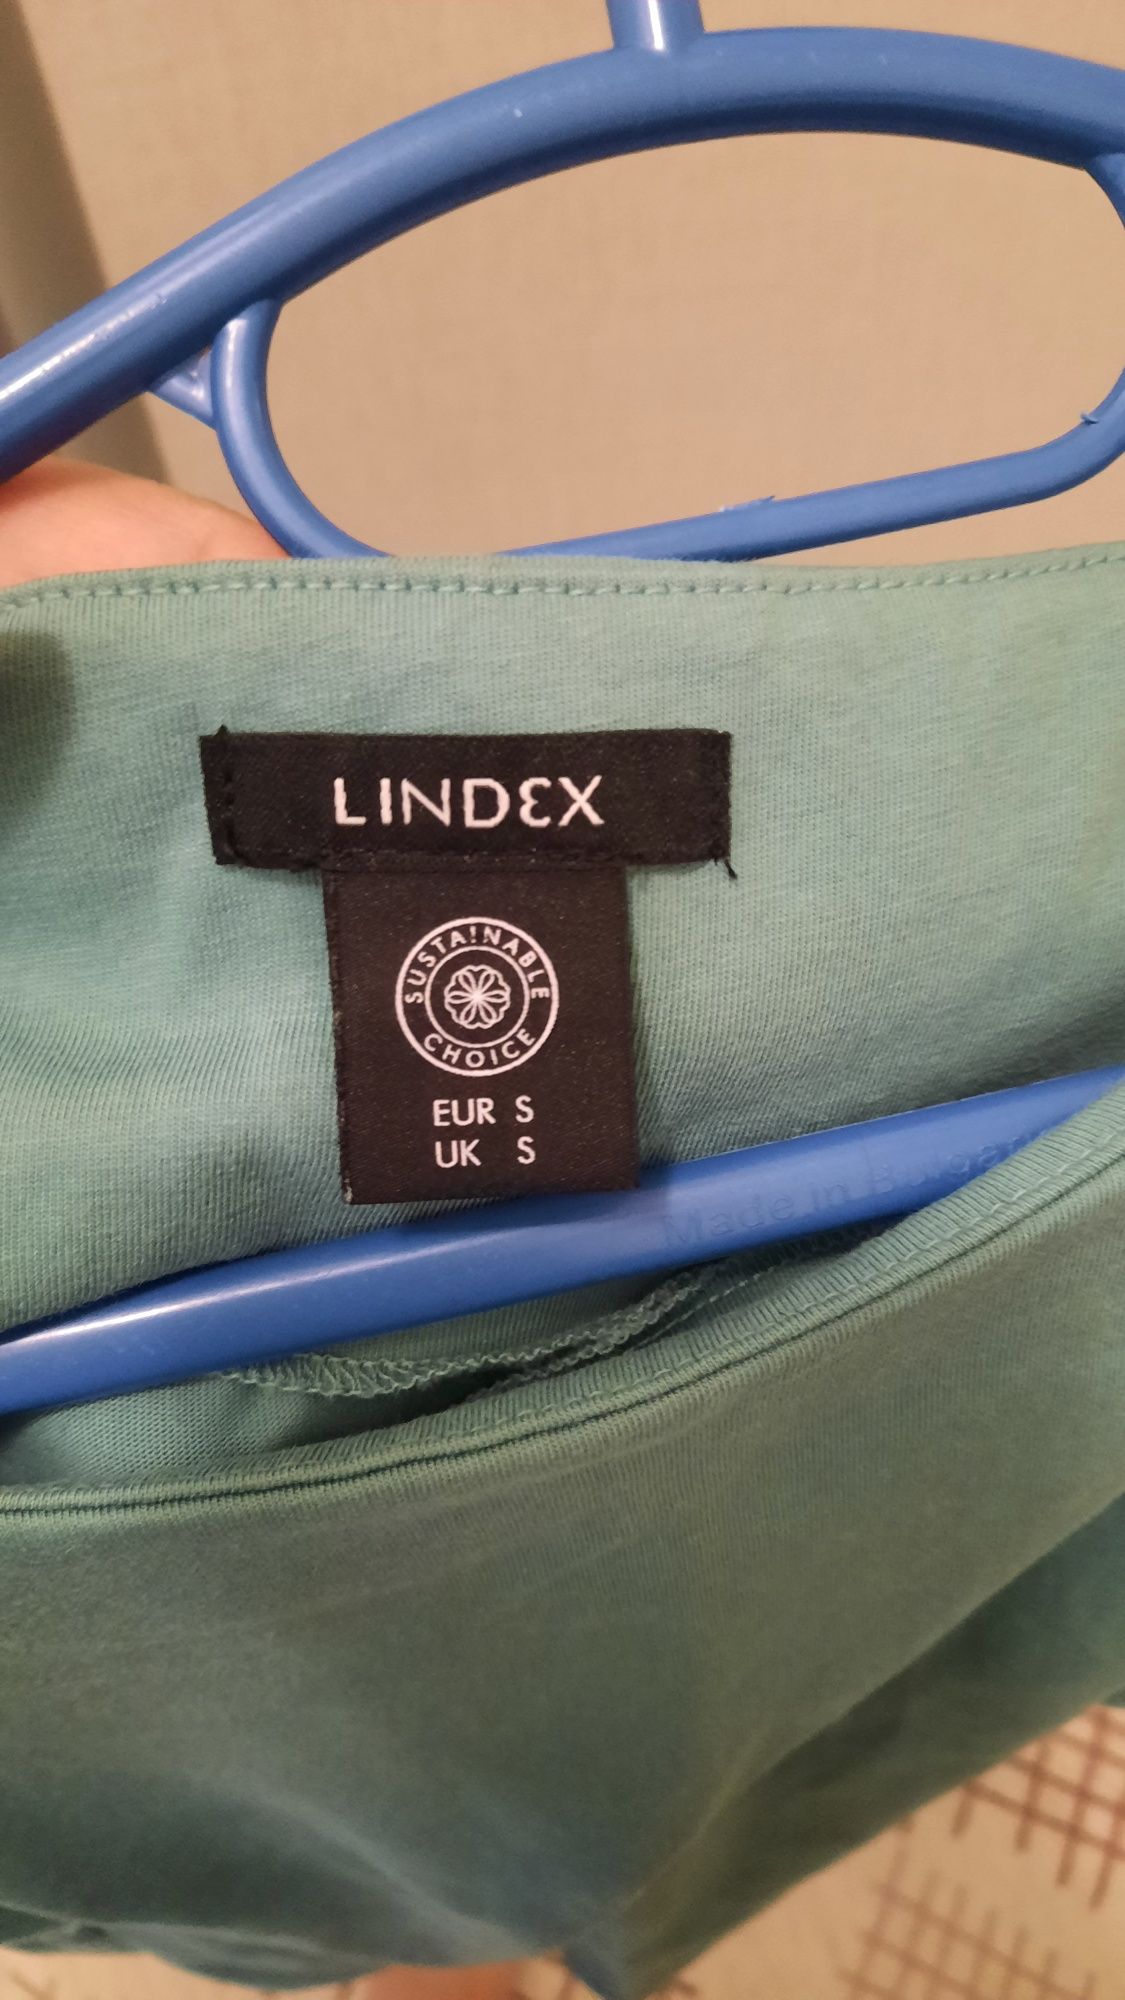 LINDEX
SUSTAINABLE
CHOICE
EUR S
UK S
Made in Bulgaria